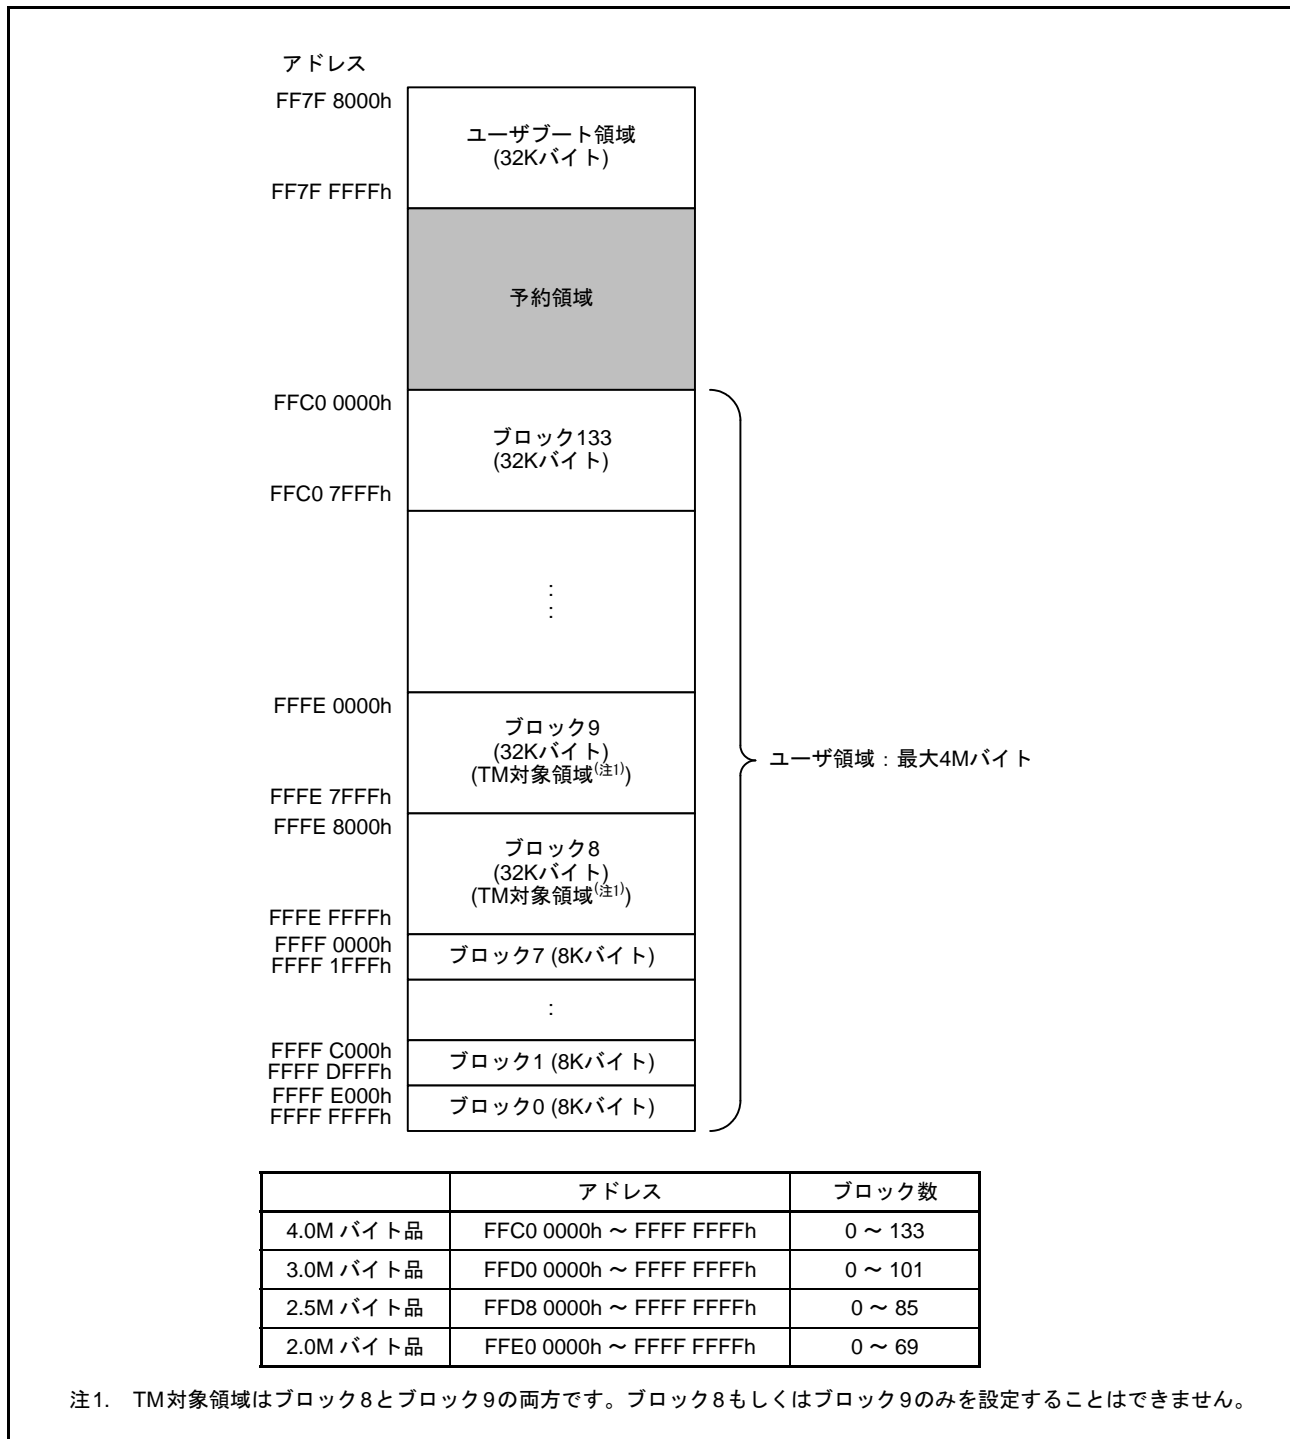 アドレス
FF7F 8000h
ユーザブート領域
(32Kバイト)
FF7F FFFFh
予約領域
FFC0 0000h
ブロック133
(32Kバイト)
FFC0 7FFFh
:
:
FFFE 0000h
ブロック9
(32Kバイト)
(TM対象領域(注1))
ユーザ領域：最大4Mバイト
FFFE 7FFFh
FFFE 8000h
ブロック8
(32Kバイト)
(TM対象領域(注1))
FFFE FFFFh
FFFF 0000h
ブロック7 (8Kバイト)
FFFF 1FFFh
:
FFFF C000h
ブロック1 (8Kバイト)
FFFF DFFFh
FFFF E000h
ブロック0 (8Kバイト)
FFFF FFFFh
アドレス ブロック数
4.0M バイト品 FFC0 0000h ～ FFFF FFFFh 0 ～ 133
3.0M バイト品 FFD0 0000h ～ FFFF FFFFh 0 ～ 101
2.5M バイト品 FFD8 0000h ～ FFFF FFFFh 0 ～ 85
2.0M バイト品 FFE0 0000h ～ FFFF FFFFh 0 ～ 69
注1. TM対象領域はブロック8とブロック9の両方です。ブロック8もしくはブロック9のみを設定することはできません。